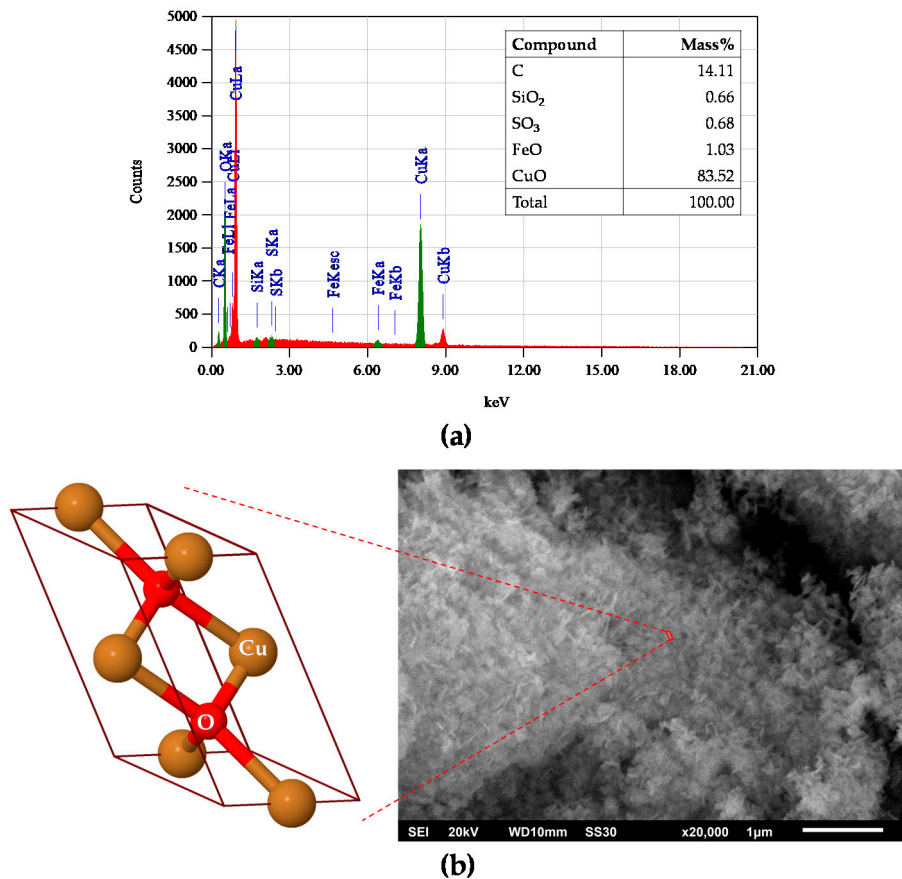 5000
4500
4000
3500
3000
2500
2000
1500
1000
500
0
Counts
0.00 3.00 6.00 9.00 12.00 15.00 18.00 21.00
keV
CKa
OKa
FeLl
FeLa
CuLl
CuLa
SiKa
SKa
SKb
FeKesc
FeKa
FeKb
CuKa
CuKb
Compound Mass%
C 14.11
SiO2 0.66
SO3 0.68
FeO 1.03
CuO 83.52
Total 100.00
(a)
Cu
O
SEI 20kV WD10mm SS30 x20,000 1µm
(b)